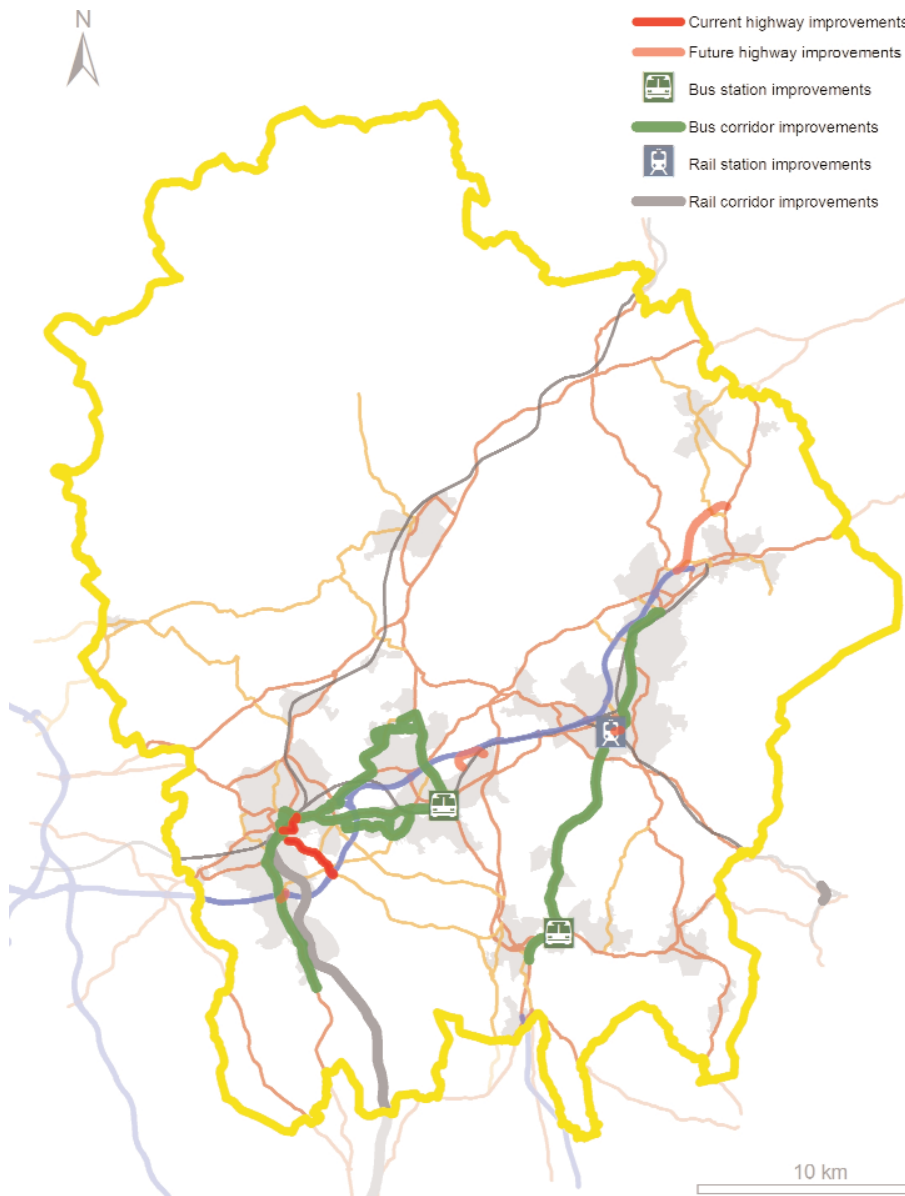 N
Current highway improvements
Future highway improvements
Bus station improvements
Bus corridor improvements
Rail station improvements
Rail corridor improvements
10 km